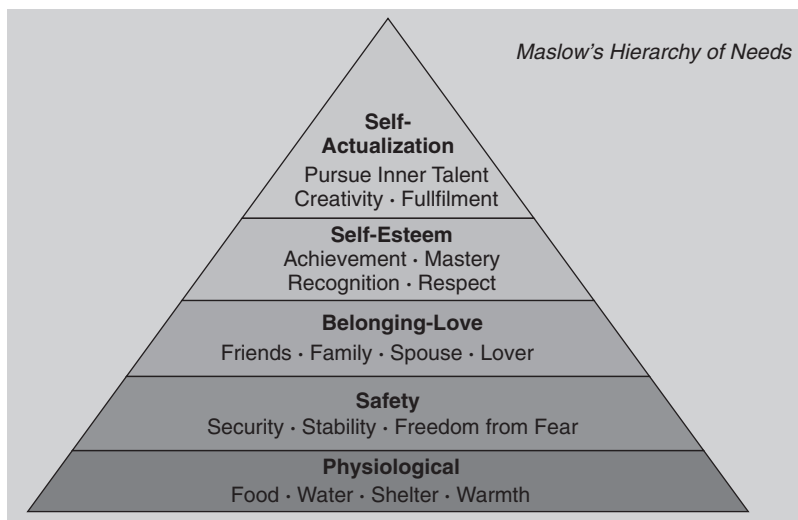 Maslow's Hierarchy of Needs
Self-
Actualization
Pursue Inner Talent
Creativity · Fullfilment
Self-Esteem
Achievement · Mastery
Recognition · Respect
Belonging-Love
Friends · Family · Spouse · Lover
Safety
Security · Stability · Freedom from Fear
Physiological
Food · Water · Shelter · Warmth